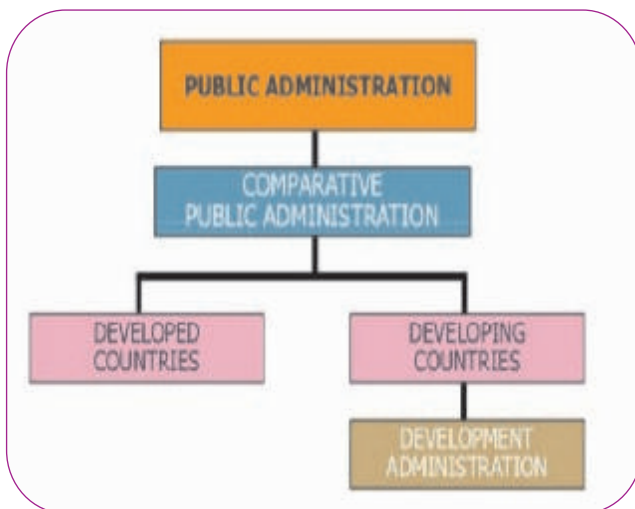 PUBLIC ADMINISTRATION
COMPARATIVE
PUBLIC ADMINISTRATION
DEVELOPED
COUNTRIES
DEVELOPING
COUNTRIES
DEVELOPMENT
ADMINISTRATION